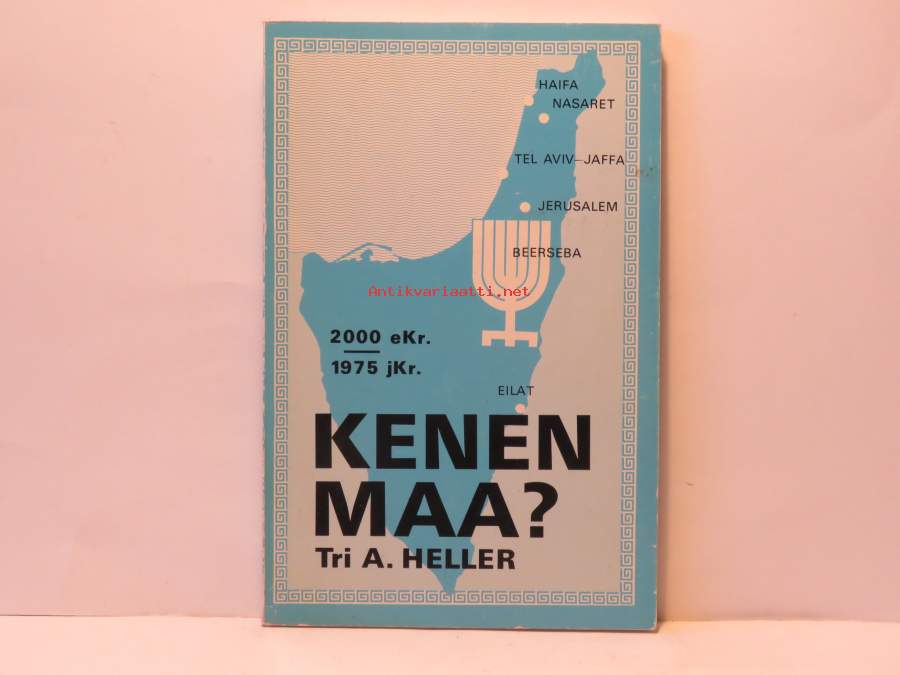 HAIFA
NASARET
TEL AVIV–JAFFA
JERUSALEM
BEERSEBA
Antikvariaatti.net
2000 eKr.
1975 jKr.
EILAT
KENEN
MAA?
Tri A. HELLER